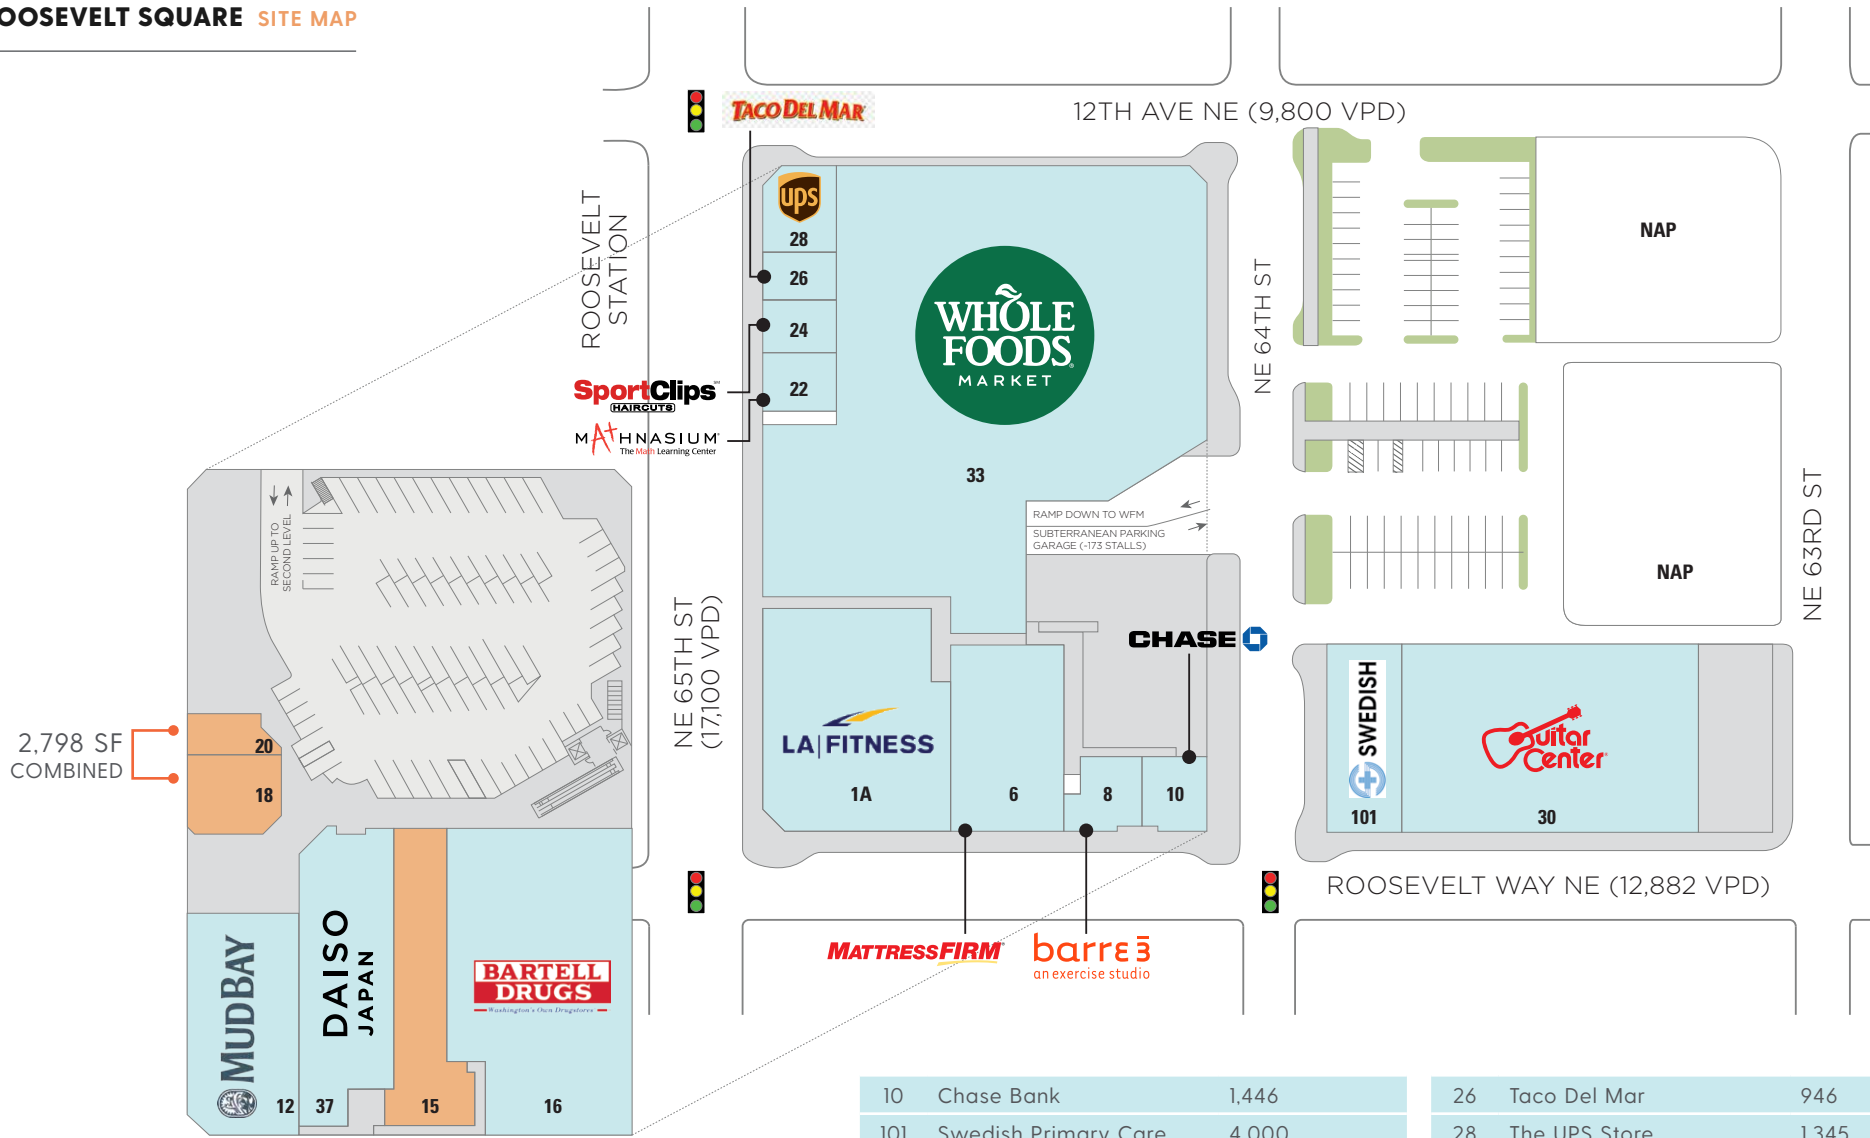 OOSEVELT SQUARE SITE MAP
TACO DEL MAR
12TH AVE NE (9,800 VPD)
ROOSEVELT
STATION
ups
28
26
24
22
SportClips
HAIRCUTS
MATHNASIUM
The Math Learning Center
WHOLE
FOODS
MARKET
33
NE 64TH ST
NAP
NAP
NE 63RD ST
RAMP DOWN TO WFM
SUBTERRANEAN PARKING
GARAGE (~173 STALLS)
RAMP UP TO
SECOND LEVEL
NE 65TH ST
(17,100 VPD)
CHASE
2,798 SF
COMBINED
20
18
LA|FITNESS
1A
6
8
10
SWEDISH
101
Guitar
Center
30
ROOSEVELT WAY NE (12,882 VPD)
MATTRESSFIRM
barre3
an exercise studio
MUDBAY
12
DAISO
JAPAN
37
15
BARTELL
DRUGS
Washington's Own Drugstores
16
10 Chase Bank 1,446
26 Taco Del Mar 946
101 Swedish Primary Care 4,000
28 The UPS Store 1,345